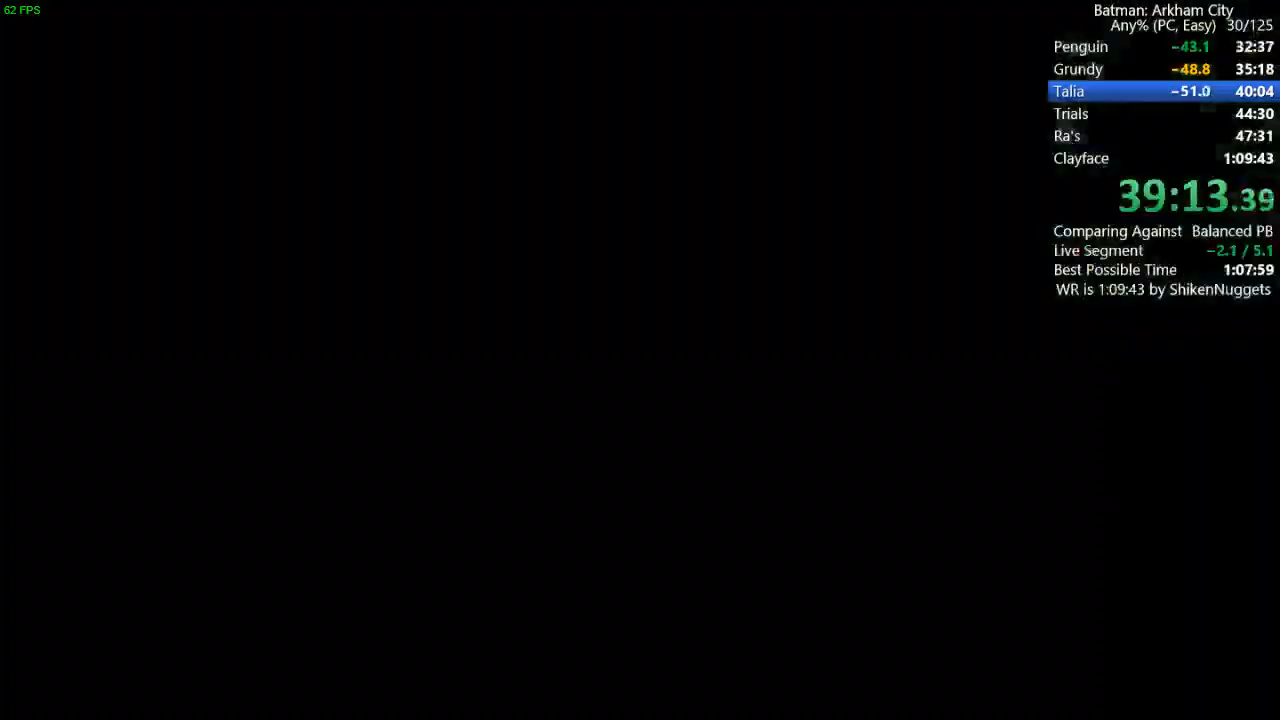 62 FPS
Batman: Arkham City
Any% (PC, Easy) 30/125
Penguin −43.1 32:37
Grundy −48.8 35:18
Talia −51.0 40:04
Trials 44:30
Ra's 47:31
Clayface 1:09:43
39:13.39
Comparing Against Balanced PB
Live Segment −2.1 / 5.1
Best Possible Time 1:07:59
WR is 1:09:43 by ShikenNuggets